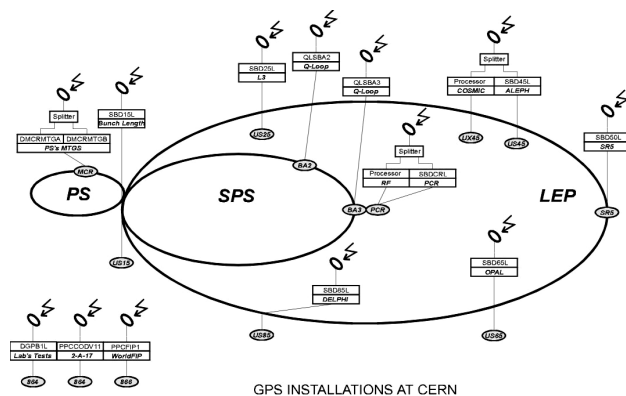 SBD25L
L3
QLSBA2
Q-Loop
QLSBA3
Q-Loop
Splitter
Processor SBD45L
COSMIC ALEPH
Splitter
DMCRMTGA DMCRMTGB
PS's MTGS
SBD15L
Bunch Length
US25
UX45
US45
SBD50L
SR5
Splitter
Processor SBDCRL
RF PCR
MCR
BA2
PS
SPS
LEP
BA3
PCR
SR5
US15
SBD85L
DELPHI
SBD65L
OPAL
US85
US65
DGPB1L PPCCODV11 PPCFIP1
Lab's Tests 2-A-17 WorldFIP
864 864 866
GPS INSTALLATIONS AT CERN